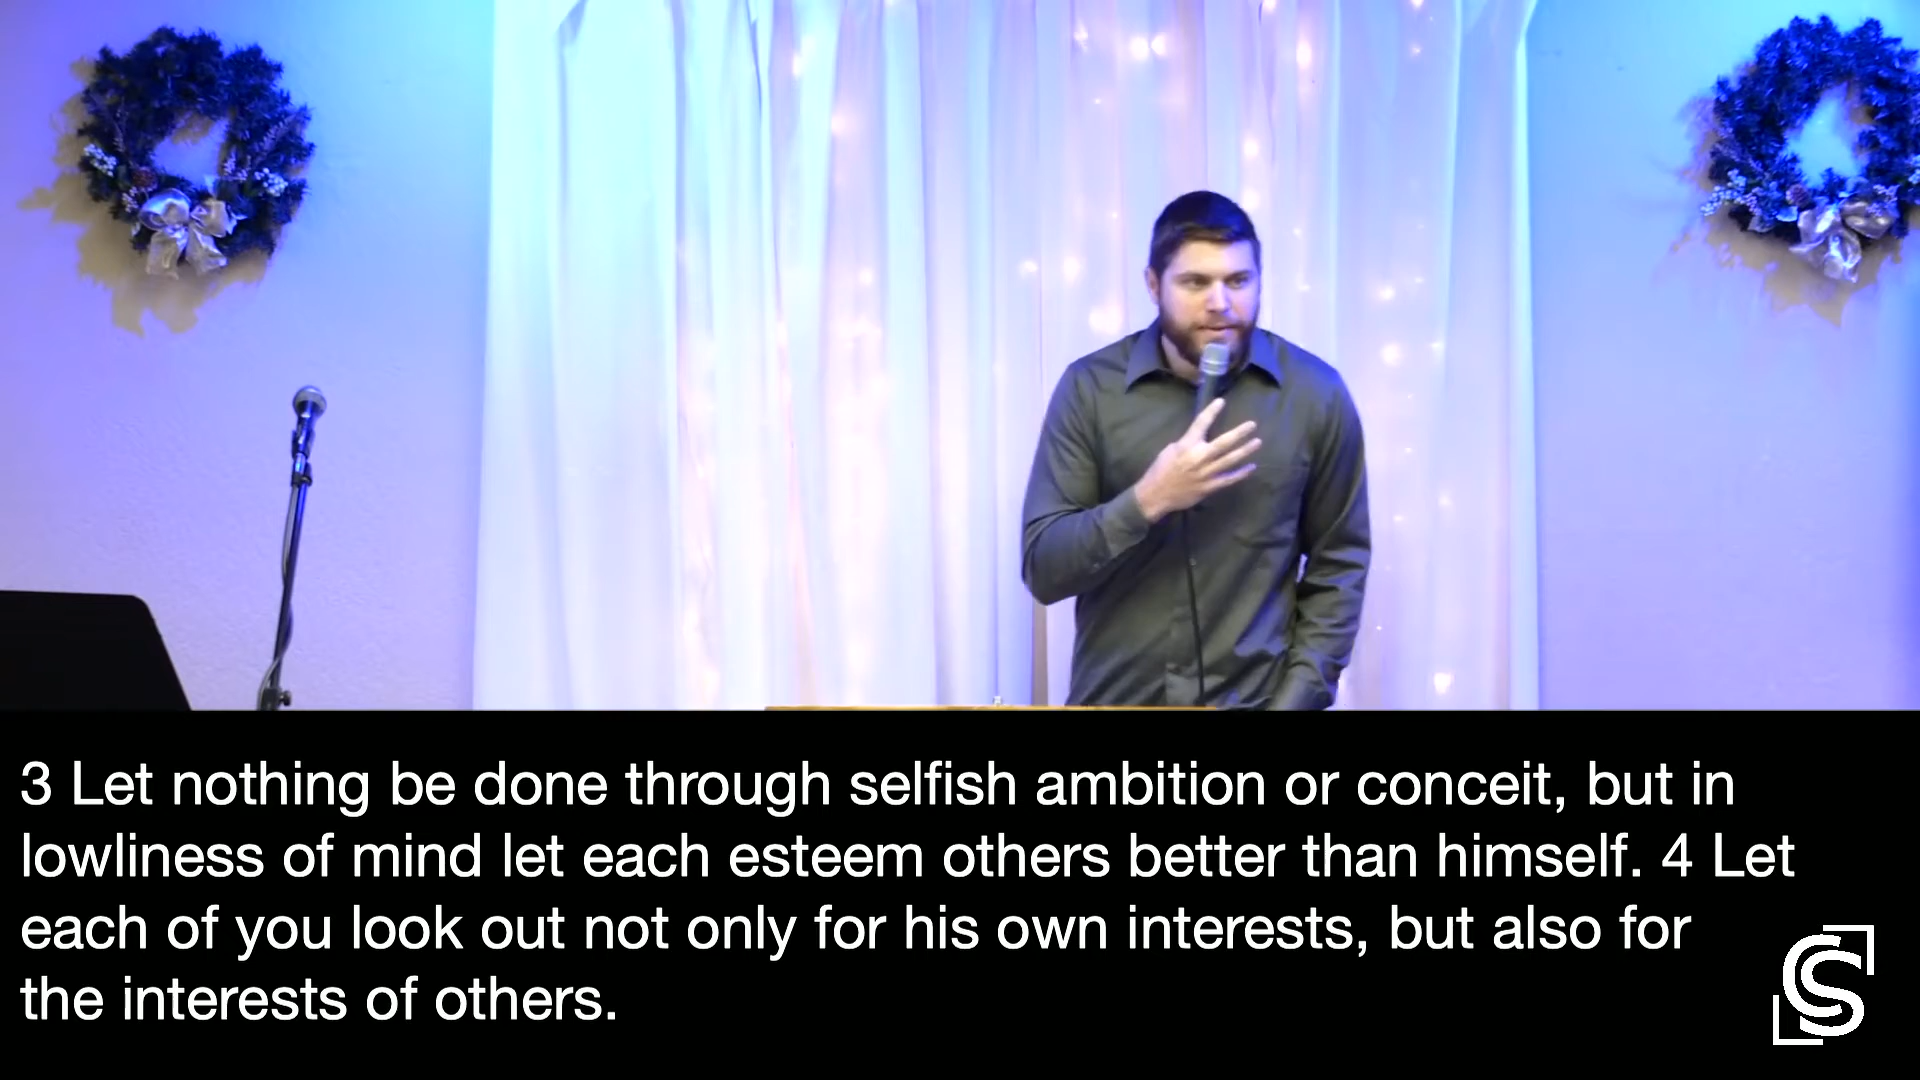 3 Let nothing be done through selfish ambition or conceit, but in
lowliness of mind let each esteem others better than himself. 4 Let
each of you look out not only for his own interests, but also for
the interests of others.
CS